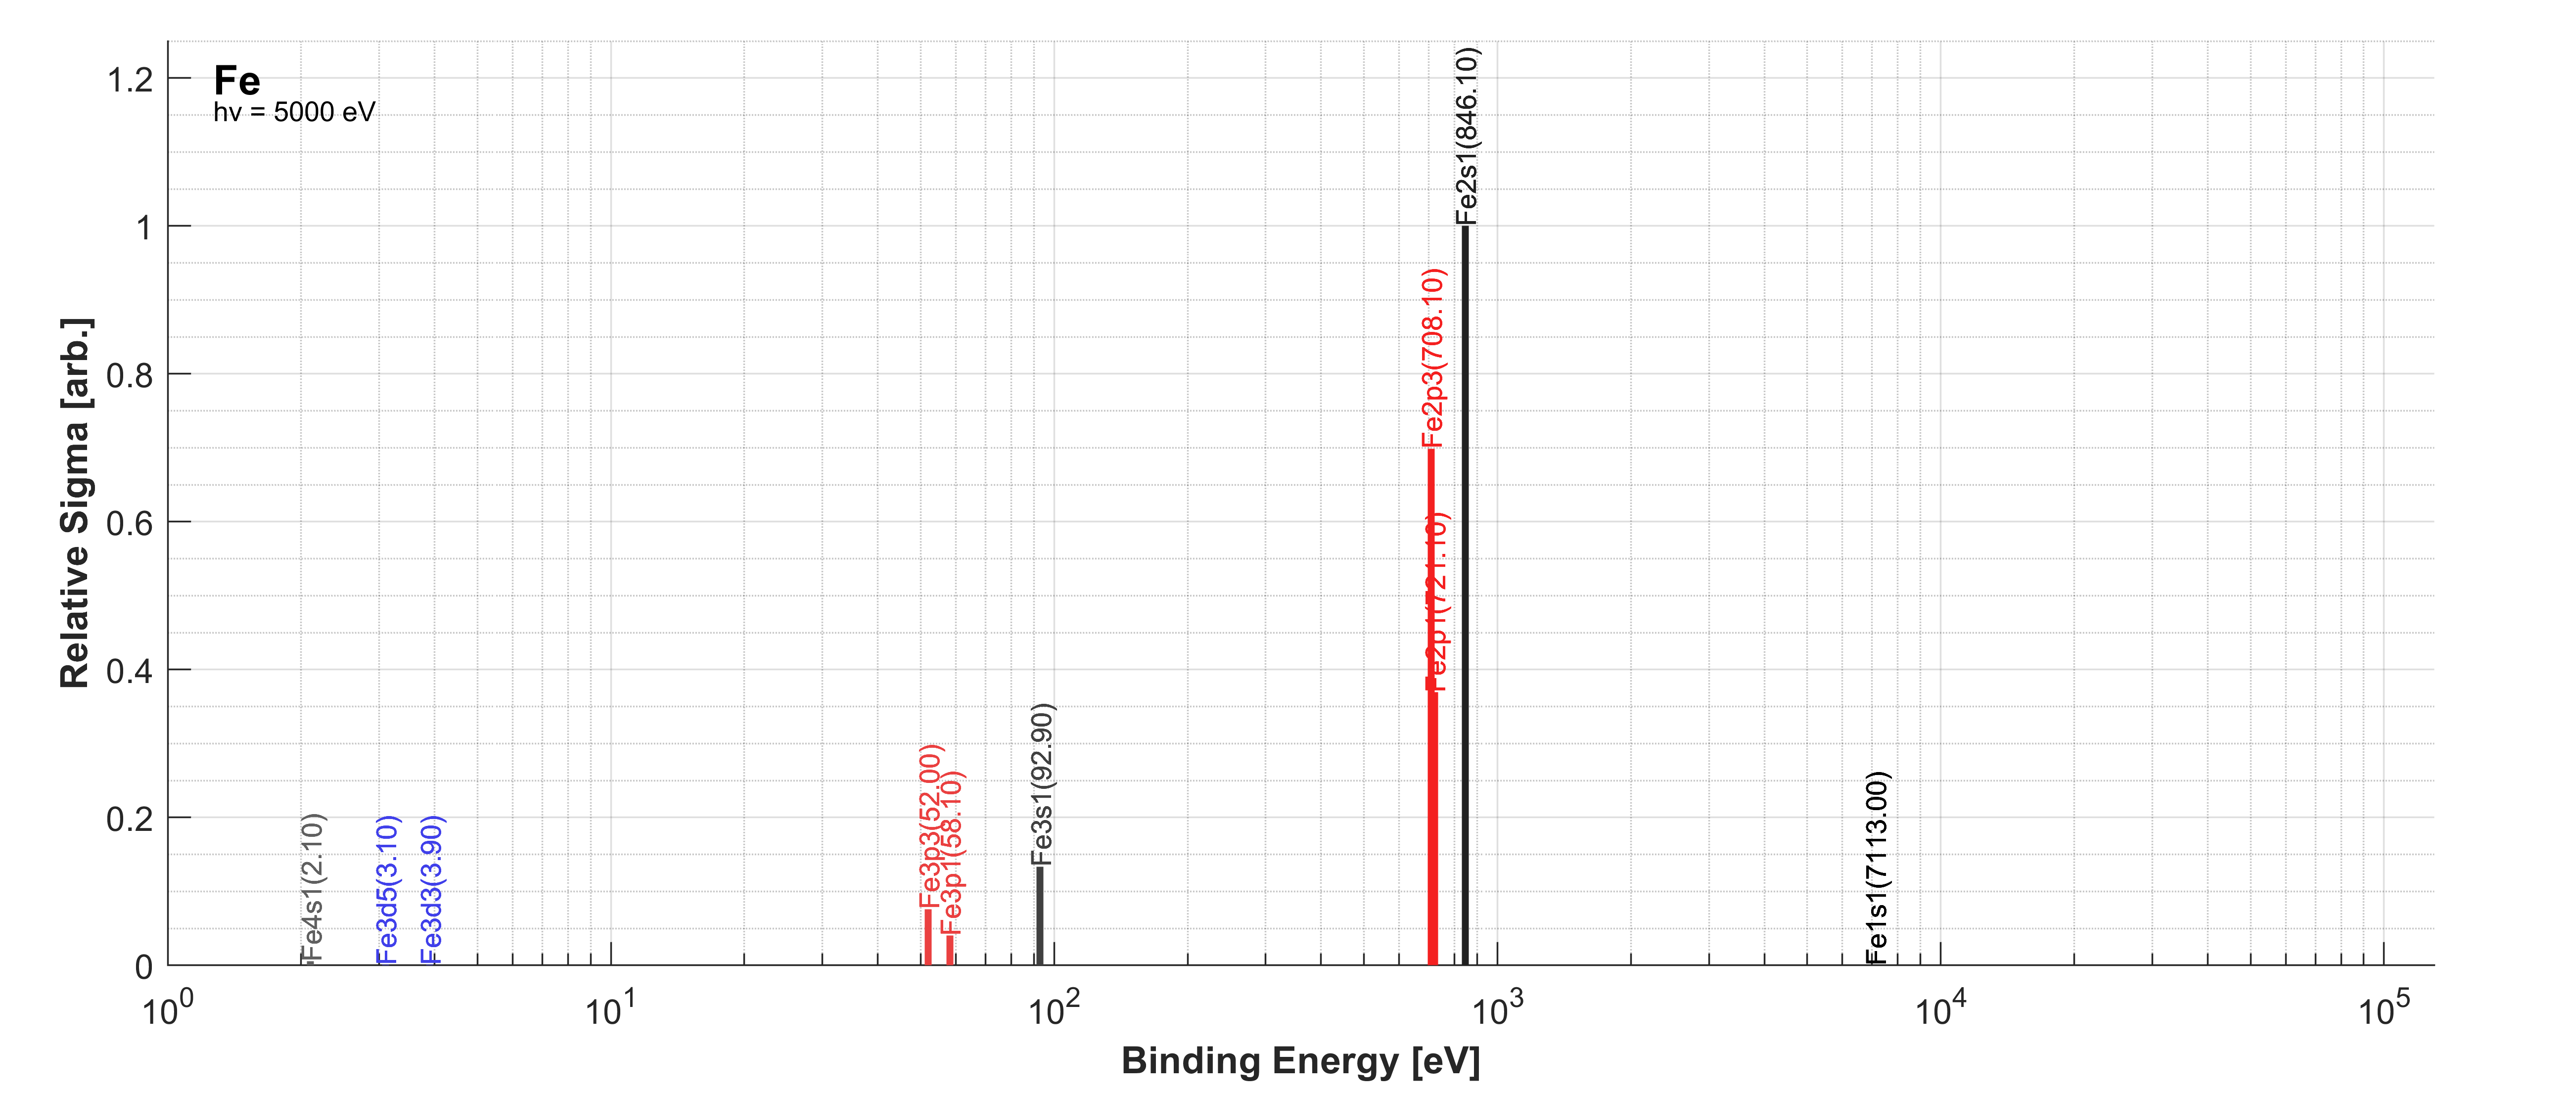 Fe
hv = 5000 eV
Relative Sigma [arb.]
1.2
1
0.8
0.6
0.4
0.2
0
Fe4s1(2.10)
Fe3d5(3.10)
Fe3d3(3.90)
Fe3p3(52.00)
Fe3p1(58.10)
Fe3s1(92.90)
Fe2p3(708.10)
Fe2p1(721.10)
Fe2s1(846.10)
Fe1s1(7113.00)
10^0 10^1 10^2 10^3 10^4 10^5
Binding Energy [eV]